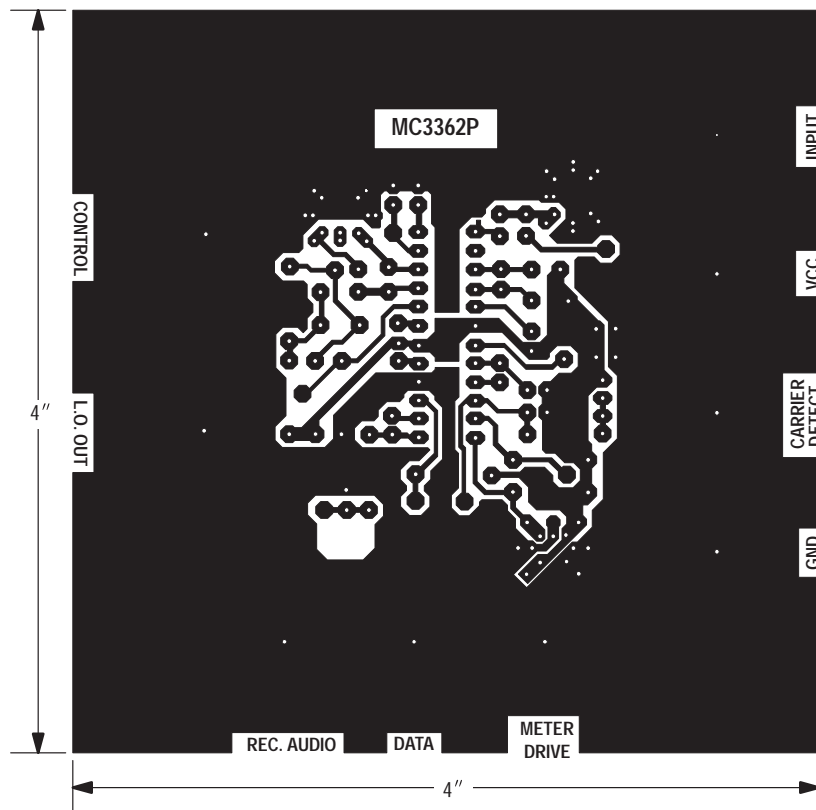 MC3362P
INPUT
CONTROL
VCC
4″
L.O. OUT
CARRIER
DETECT
GND
REC. AUDIO
DATA
METER
DRIVE
4″